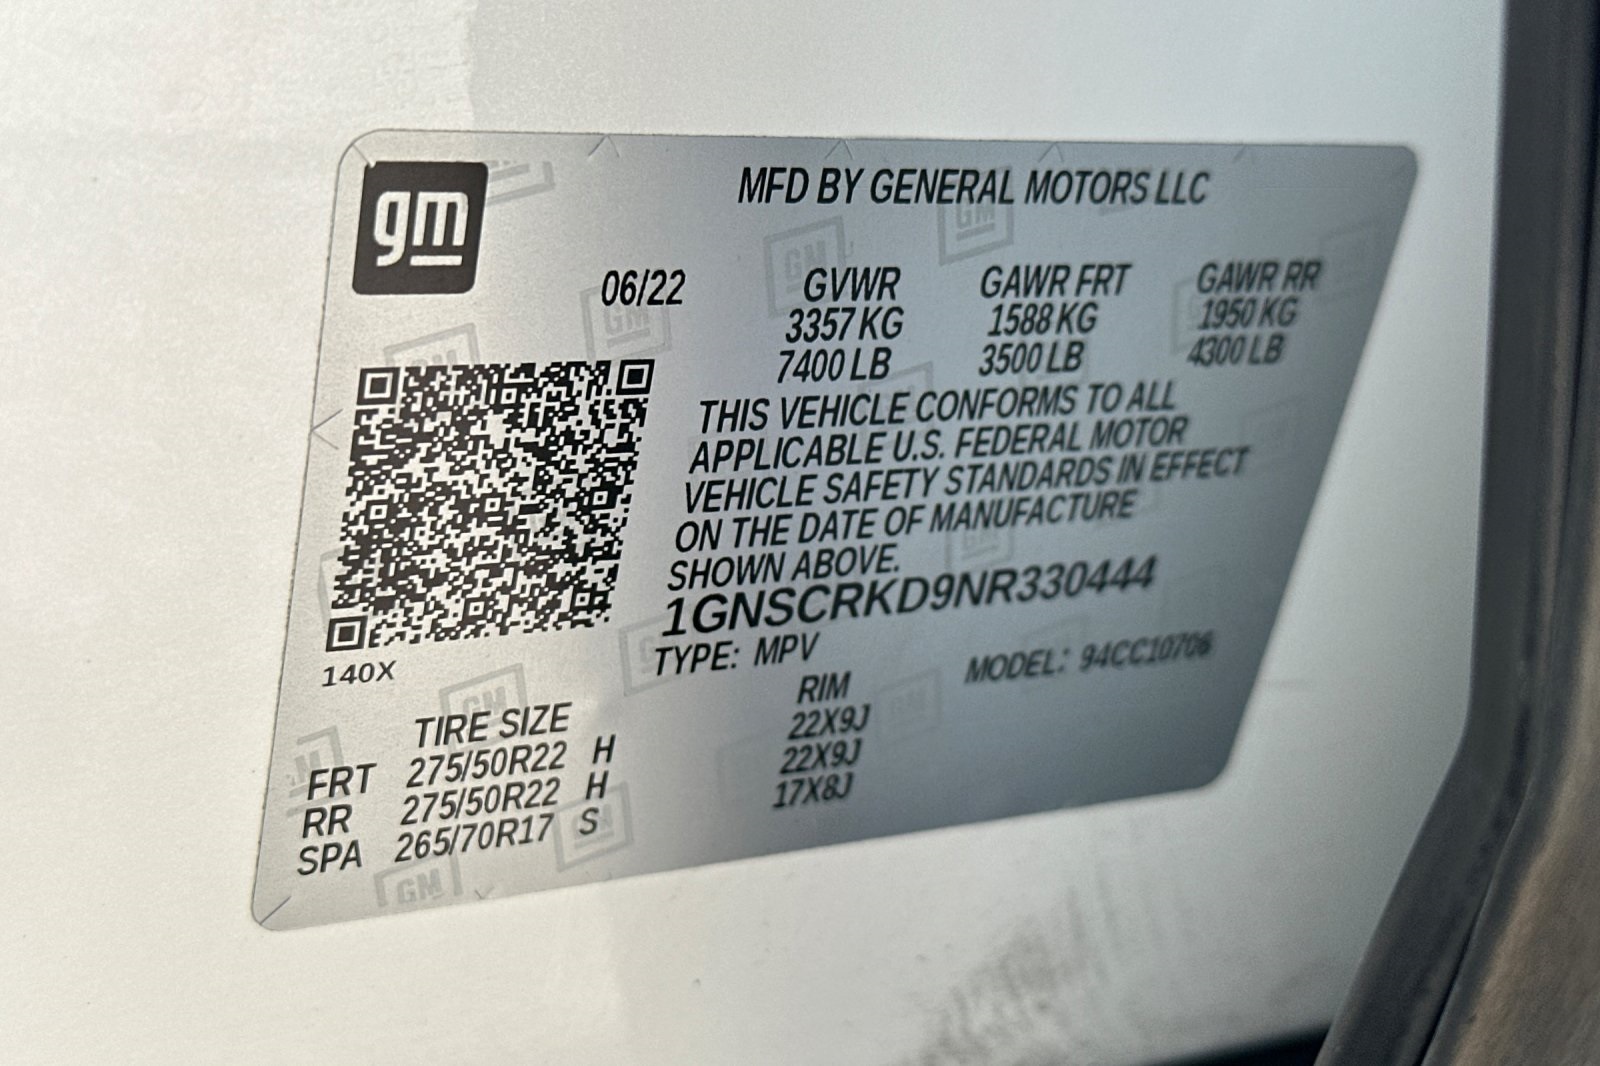 gm
MFD BY GENERAL MOTORS LLC
06/22 GVWR GAWR FRT GAWR RR
3357 KG 1588 KG 1950 KG
7400 LB 3500 LB 4300 LB
THIS VEHICLE CONFORMS TO ALL
APPLICABLE U.S. FEDERAL MOTOR
VEHICLE SAFETY STANDARDS IN EFFECT
ON THE DATE OF MANUFACTURE
SHOWN ABOVE.
1GNSCRKD9NR330444
TYPE: MPV MODEL: 94CC10706
140X
TIRE SIZE RIM
FRT 275/50R22 H 22X9J
RR 275/50R22 H 22X9J
SPA 265/70R17 S 17X8J